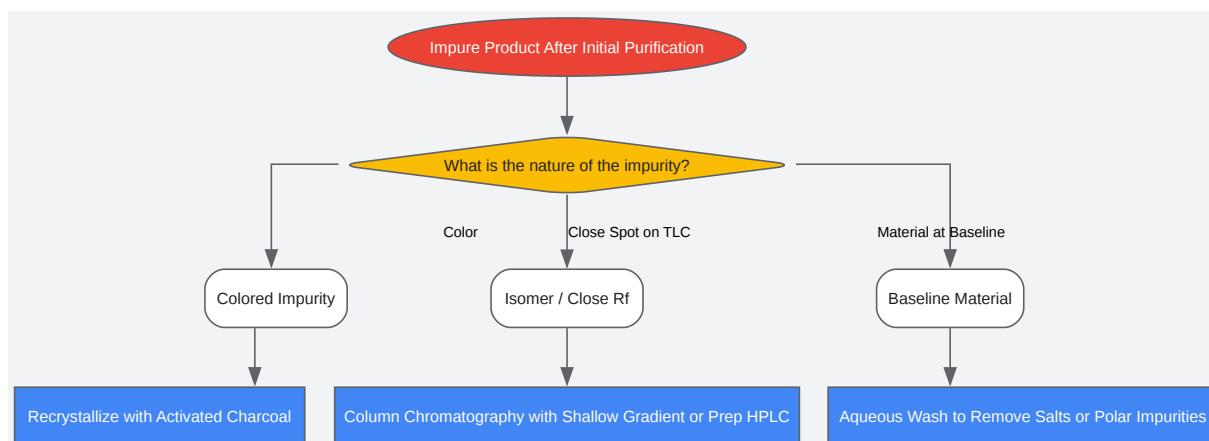 Impure Product After Initial Purification
What is the nature of the impurity?
Color
Close Spot on TLC
Material at Baseline
Colored Impurity
Isomer / Close Rf
Baseline Material
Recrystallize with Activated Charcoal
Column Chromatography with Shallow Gradient or Prep HPLC
Aqueous Wash to Remove Salts or Polar Impurities